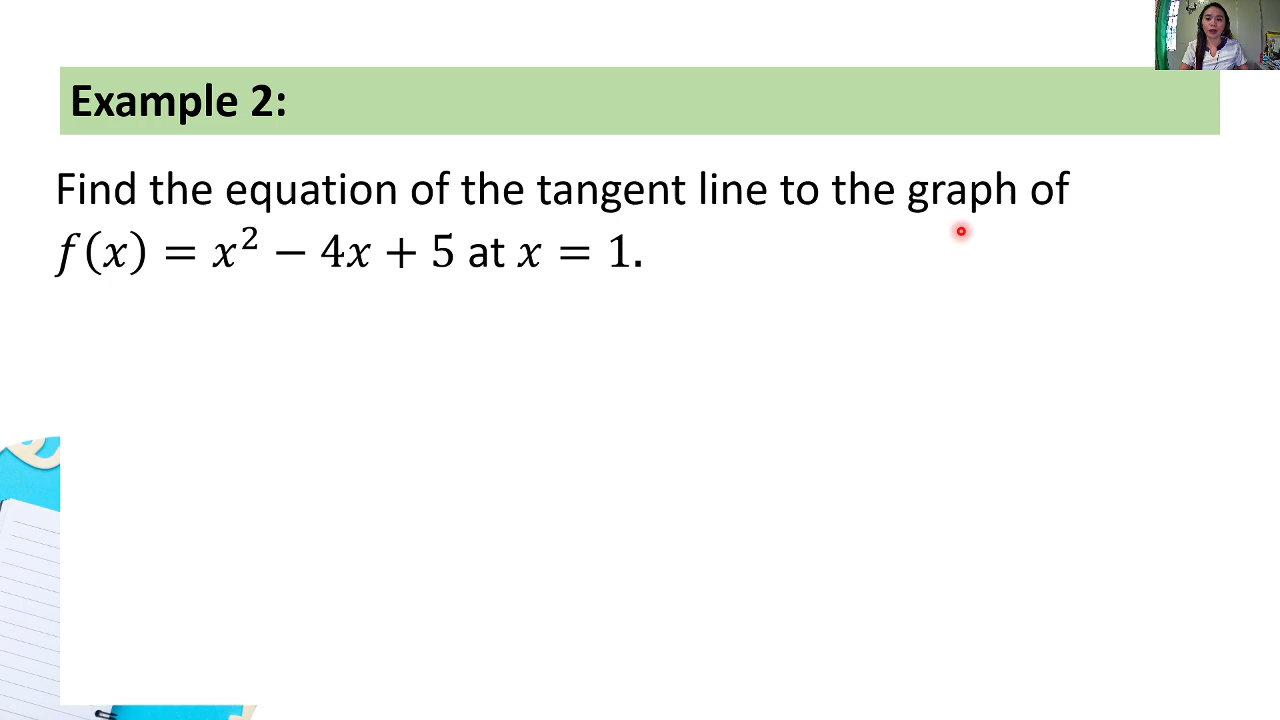 Example 2:
Find the equation of the tangent line to the graph of
𝑓(𝑥) = 𝑥² − 4𝑥 + 5 at 𝑥 = 1.